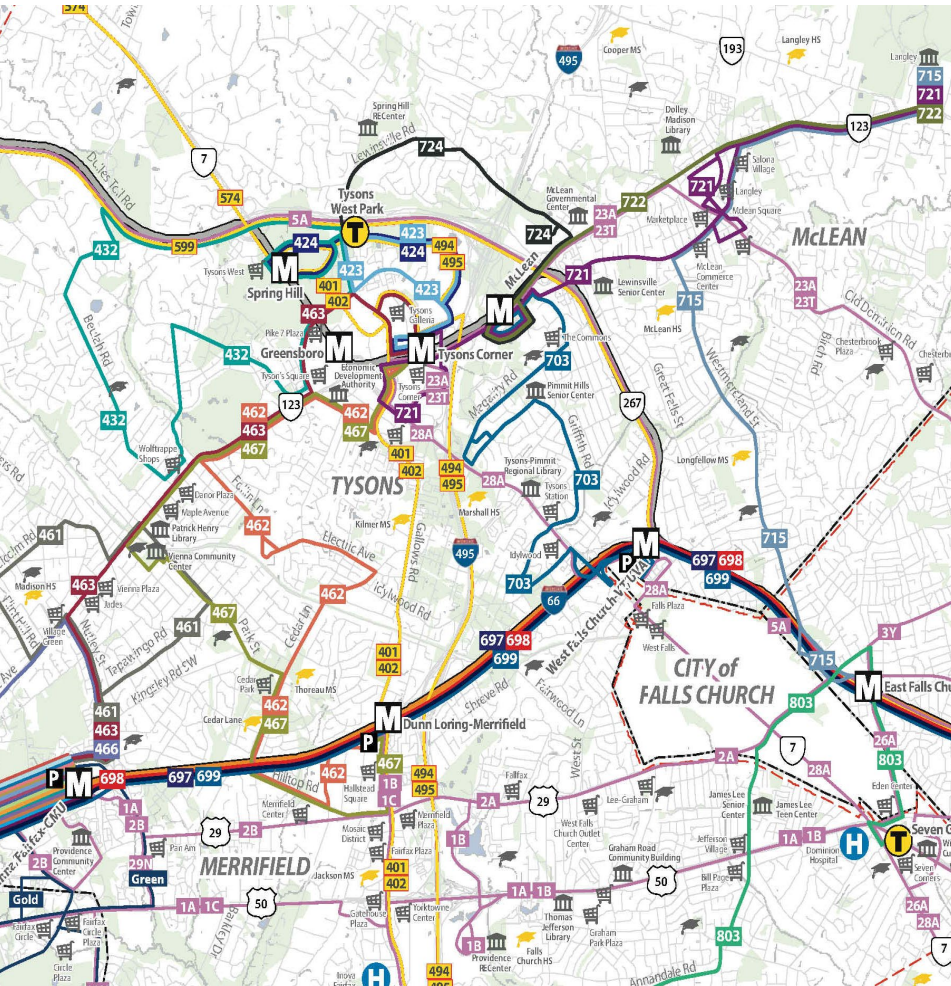 574
Cooper MS
495
193
Langley HS
Langley
715
721
722
123
Spring Hill
RECenter
Lewinsville Rd
724
Dolley
Madison
Library
Salona
Village
7
574
Dulles Toll Rd
Tysons
West Park
T
5A
423
424
McLean
Governmental
Center
23A
23T
722
721
Langley
Marketplace
Mclean Square
McLEAN
432
599
424
494
495
724
McLean
Tysons West
M
Spring Hill
423
401
402
423
721
Lewinsville
Senior Center
McLean
Commerce
Center
715
23A
23T
Old Dominion Rd
463
Tysons
Galleria
M
McLean HS
Chesterbrook
Plaza
Birch Rd
Pike 7 Plaza
Greensboro
M
M
Tysons Corner
The Commons
703
Beulah Rd
432
Tyson's Square
Economic
Development
Authority
Tysons
Corner
23A
23T
Magarity Rd
Pimmit Hills
Senior Center
Great Falls St
Westmoreland St
267
123
462
463
467
462
467
721
28A
Griffith Rd
432
Wolftrappe
Shops
401
402
494
495
28A
Tysons-Pimmit
Regional Library
Tysons
Station
703
Idylwood Rd
Longfellow MS
TYSONS
Danor Plaza
Maple Avenue
Patrick Henry
Library
Vienna Community
Center
462
Kilmer MS
Marshall HS
Gallows Rd
461
Electric Ave
495
Idylwood
703
M
P
697 698
699
715
Madison HS
463
Vienna Plaza
Jades
462
Idylwood Rd
66
28A
Falls Plaza
West Falls
5A
3Y
Village
Green
Nutley St
Tapawingo Rd
461
467
Park St
Cedar Ln
Kingsley Rd SW
697 698
699
715
401
402
CITY of
FALLS CHURCH
M
803
461
463
466
Cedar
Park
Thoreau MS
Cedar Lane
462
467
M
Dunn Loring-Merrifield
Shreve Rd
P
26A
803
P
M
698
697 699
Hilltop Rd
462
467
1B
1C
Hallstead
Square
494
495
2A
7
28A
Eden Center
1A
2B
29
2B
Merrifield
Center
Merrifield
Plaza
2A
Fallfax
29
West St
Lee-Graham
James Lee
Senior
Center
James Lee
Teen Center
Providence
Community
Center
Pan Am
Mosaic
District
1B
Fairfax Plaza
West Falls
Church Outlet
Graham Road
Community Building
Jefferson
Village
1A 1B
Dominion
Hospital
H
T
2B
29N
Green
MERRIFIELD
Jackson MS
401
402
50
Bill Page
Plaza
Seven
Corners
Gold
1A 1C
50
Barkley Dr
Gatehouse
Plaza
Yorktowne
Center
1A 1B
Thomas
Jefferson
Library
Graham
Park Plaza
26A
28A
Fairfax
Circle
Fairfax
Circle
Plaza
1B
Providence
RECenter
Falls
Church HS
803
7
Circle
Plaza
H
494
Annandale Rd